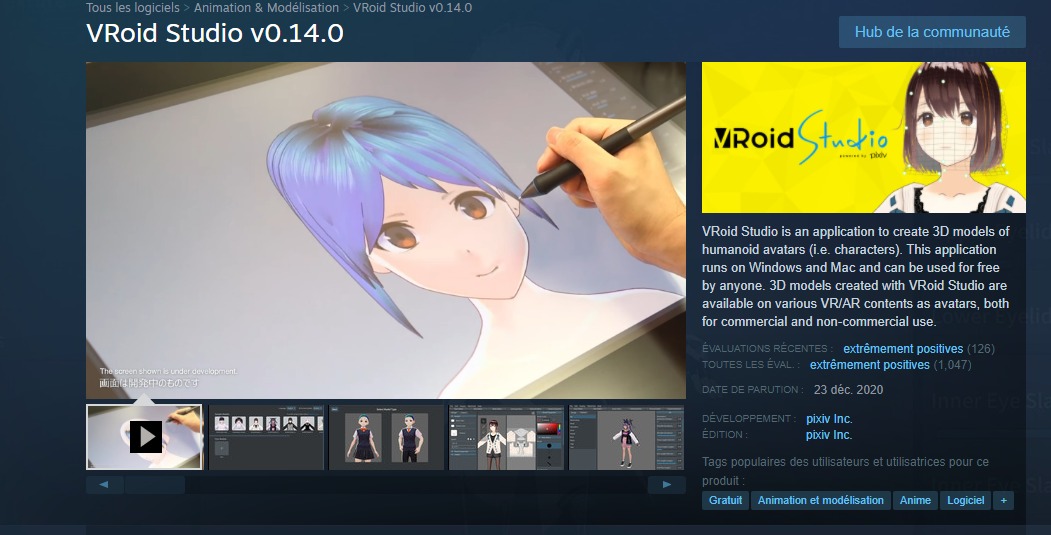 Tous les logiciels > Animation & Modélisation > VRoid Studio v0.14.0
VRoid Studio v0.14.0
Hub de la communauté
The screen shown is under development.
画面は開発中のものです
VRoid Studio
powered by pixiv
VRoid Studio is an application to create 3D models of
humanoid avatars (i.e. characters). This application
runs on Windows and Mac and can be used for free
by anyone. 3D models created with VRoid Studio are
available on various VR/AR contents as avatars, both
for commercial and non-commercial use.
ÉVALUATIONS RÉCENTES : extrêmement positives (126)
TOUTES LES ÉVAL. : extrêmement positives (1,047)
DATE DE PARUTION : 23 déc. 2020
DÉVELOPPEMENT : pixiv Inc.
ÉDITION : pixiv Inc.
Tags populaires des utilisateurs et utilisatrices pour ce
produit :
Gratuit Animation et modélisation Anime Logiciel +